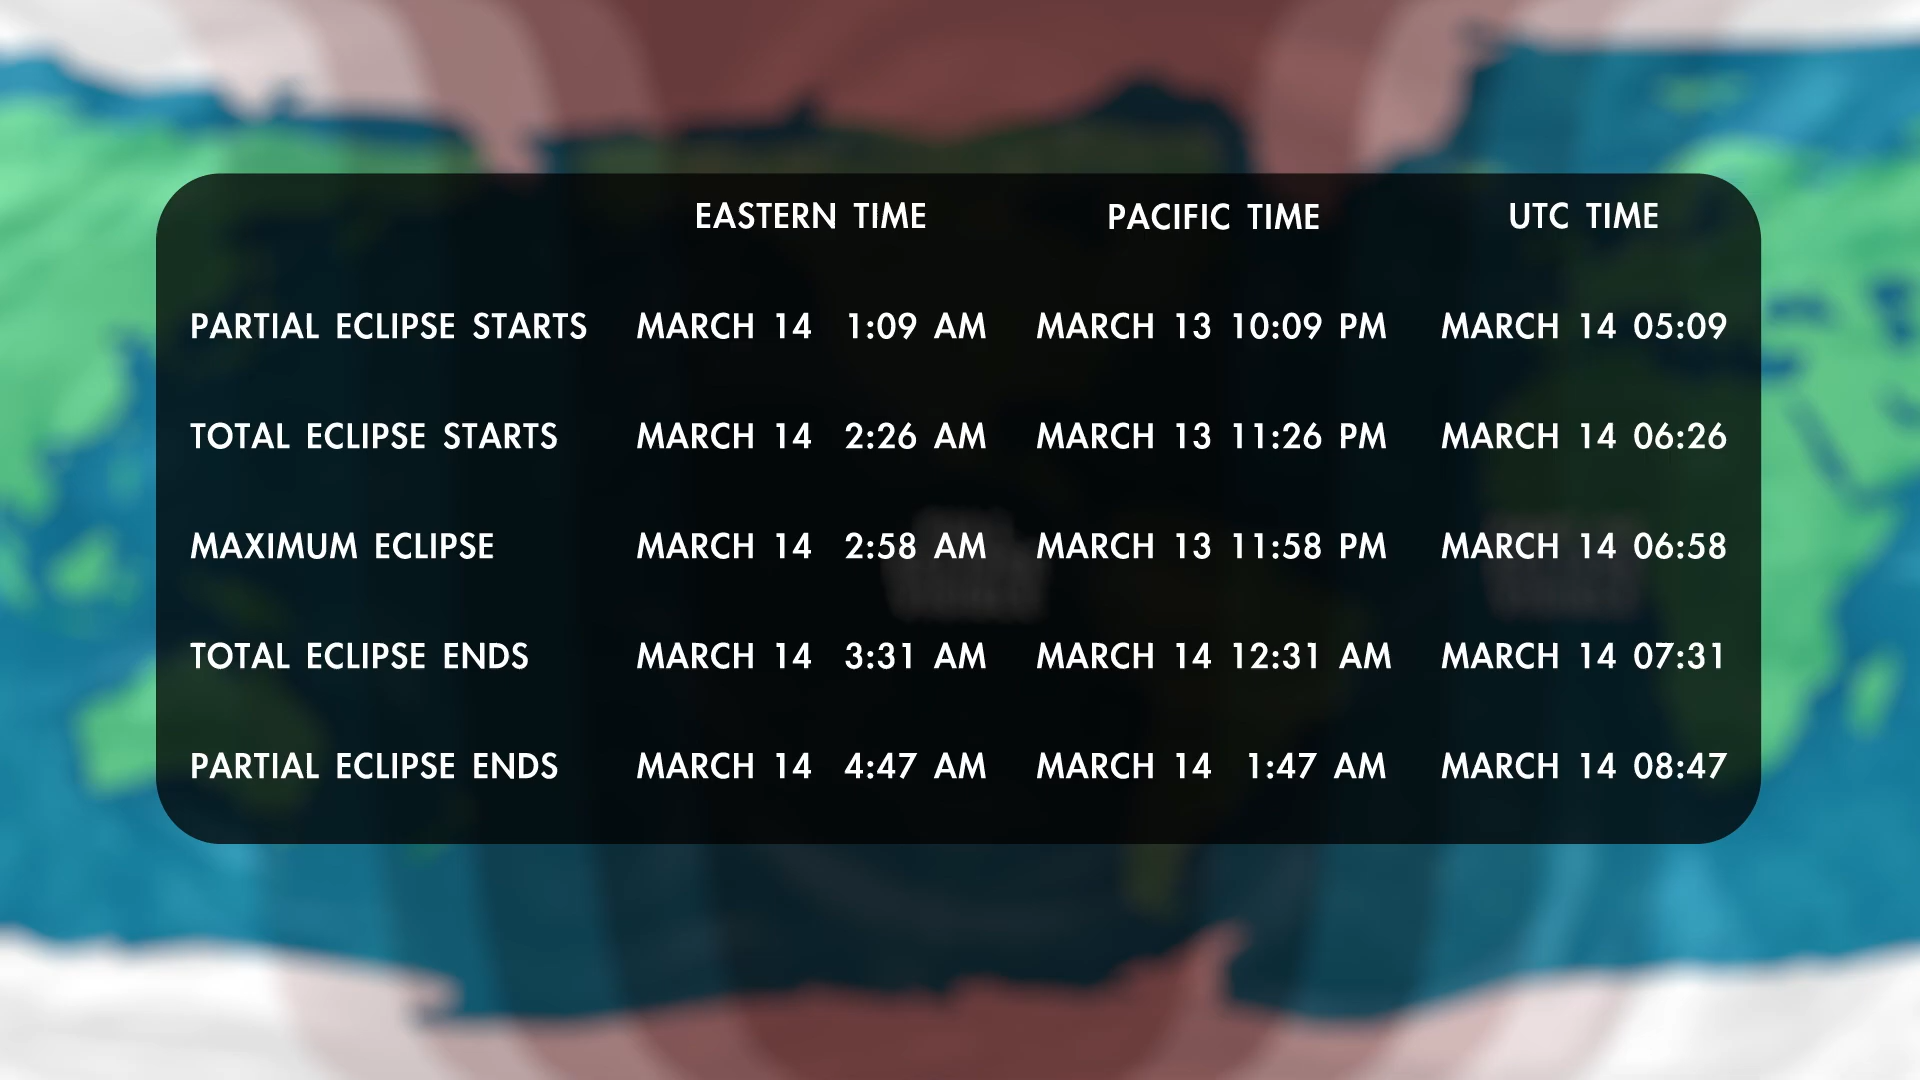 EASTERN TIME PACIFIC TIME UTC TIME
PARTIAL ECLIPSE STARTS MARCH 14 1:09 AM MARCH 13 10:09 PM MARCH 14 05:09
TOTAL ECLIPSE STARTS MARCH 14 2:26 AM MARCH 13 11:26 PM MARCH 14 06:26
MAXIMUM ECLIPSE MARCH 14 2:58 AM MARCH 13 11:58 PM MARCH 14 06:58
TOTAL ECLIPSE ENDS MARCH 14 3:31 AM MARCH 14 12:31 AM MARCH 14 07:31
PARTIAL ECLIPSE ENDS MARCH 14 4:47 AM MARCH 14 1:47 AM MARCH 14 08:47